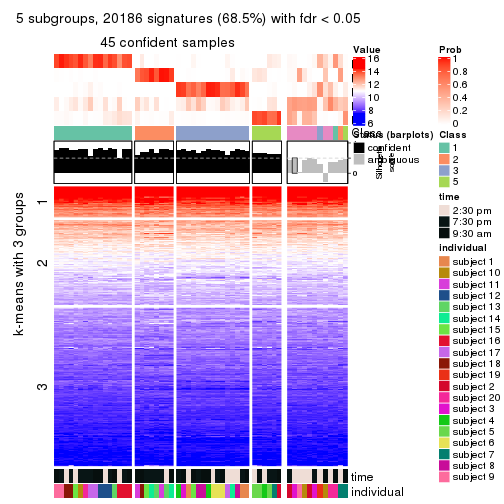 5 subgroups, 20186 signatures (68.5%) with fdr < 0.05
45 confident samples
k-means with 3 groups
1
2
3
Value
16
14
12
10
8
6
Class
Status (barplots)
confident
ambiguous
Silhouette
score
0
time
individual
Prob
1
0.8
0.6
0.4
0.2
0
Class
1
2
3
5
time
2:30 pm
7:30 pm
9:30 am
individual
subject 1
subject 10
subject 11
subject 12
subject 13
subject 14
subject 15
subject 16
subject 17
subject 18
subject 19
subject 2
subject 20
subject 3
subject 4
subject 5
subject 6
subject 7
subject 8
subject 9